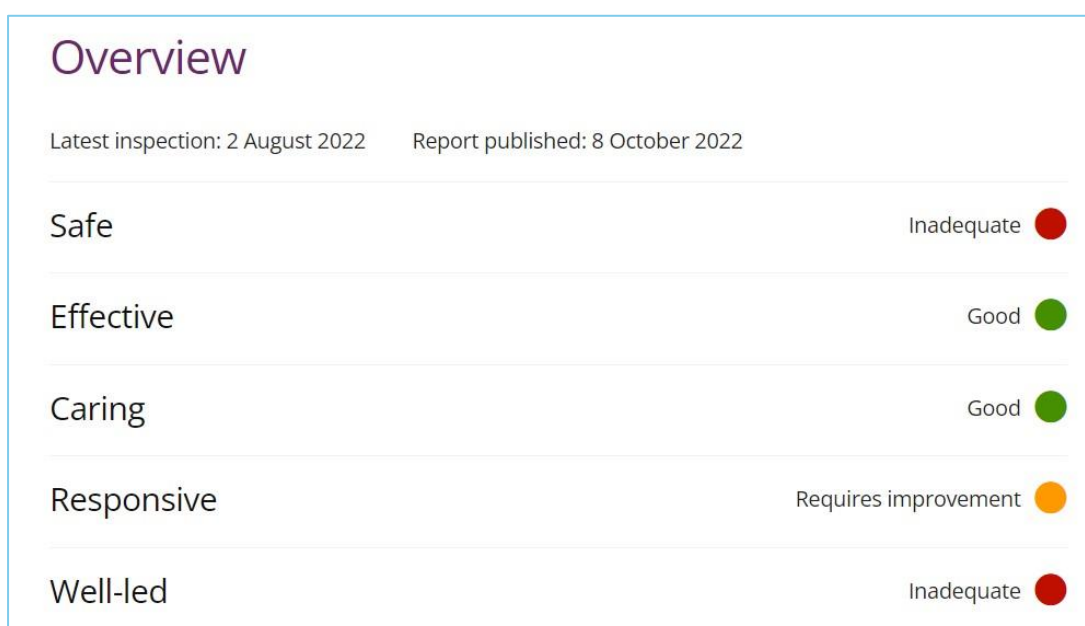 Overview
Latest inspection: 2 August 2022 Report published: 8 October 2022
Safe Inadequate
Effective Good
Caring Good
Responsive Requires improvement
Well-led Inadequate